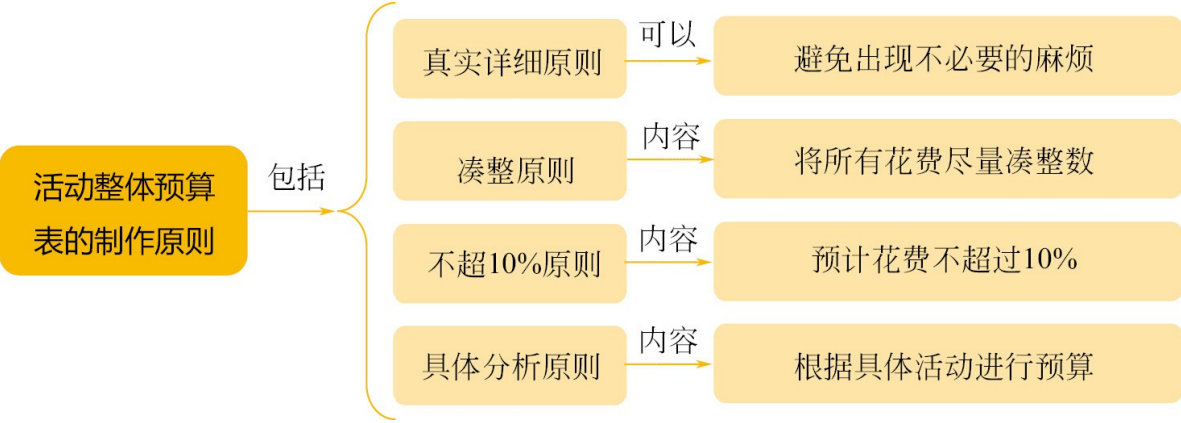 活动整体预算
表的制作原则
包括
真实详细原则
可以
避免出现不必要的麻烦
凑整原则
内容
将所有花费尽量凑整数
不超10%原则
内容
预计花费不超过10%
具体分析原则
内容
根据具体活动进行预算